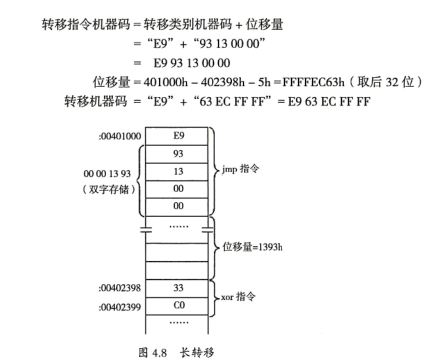 转移指令机器码 = 转移类别机器码 + 位移量
= “E9” + “93 13 00 00”
= E9 93 13 00 00
位移量 = 401000h - 402398h - 5h = FFFFEC63h（取后 32 位）
转移机器码 = “E9” + “63 EC FF FF” = E9 63 EC FF FF
:00401000 E9
93
00 00 13 93 13 jmp 指令
（双字存储） 00
00
……
位移量=1393h
:00402398 33
xor 指令
:00402399 C0
……
图 4.8 长转移